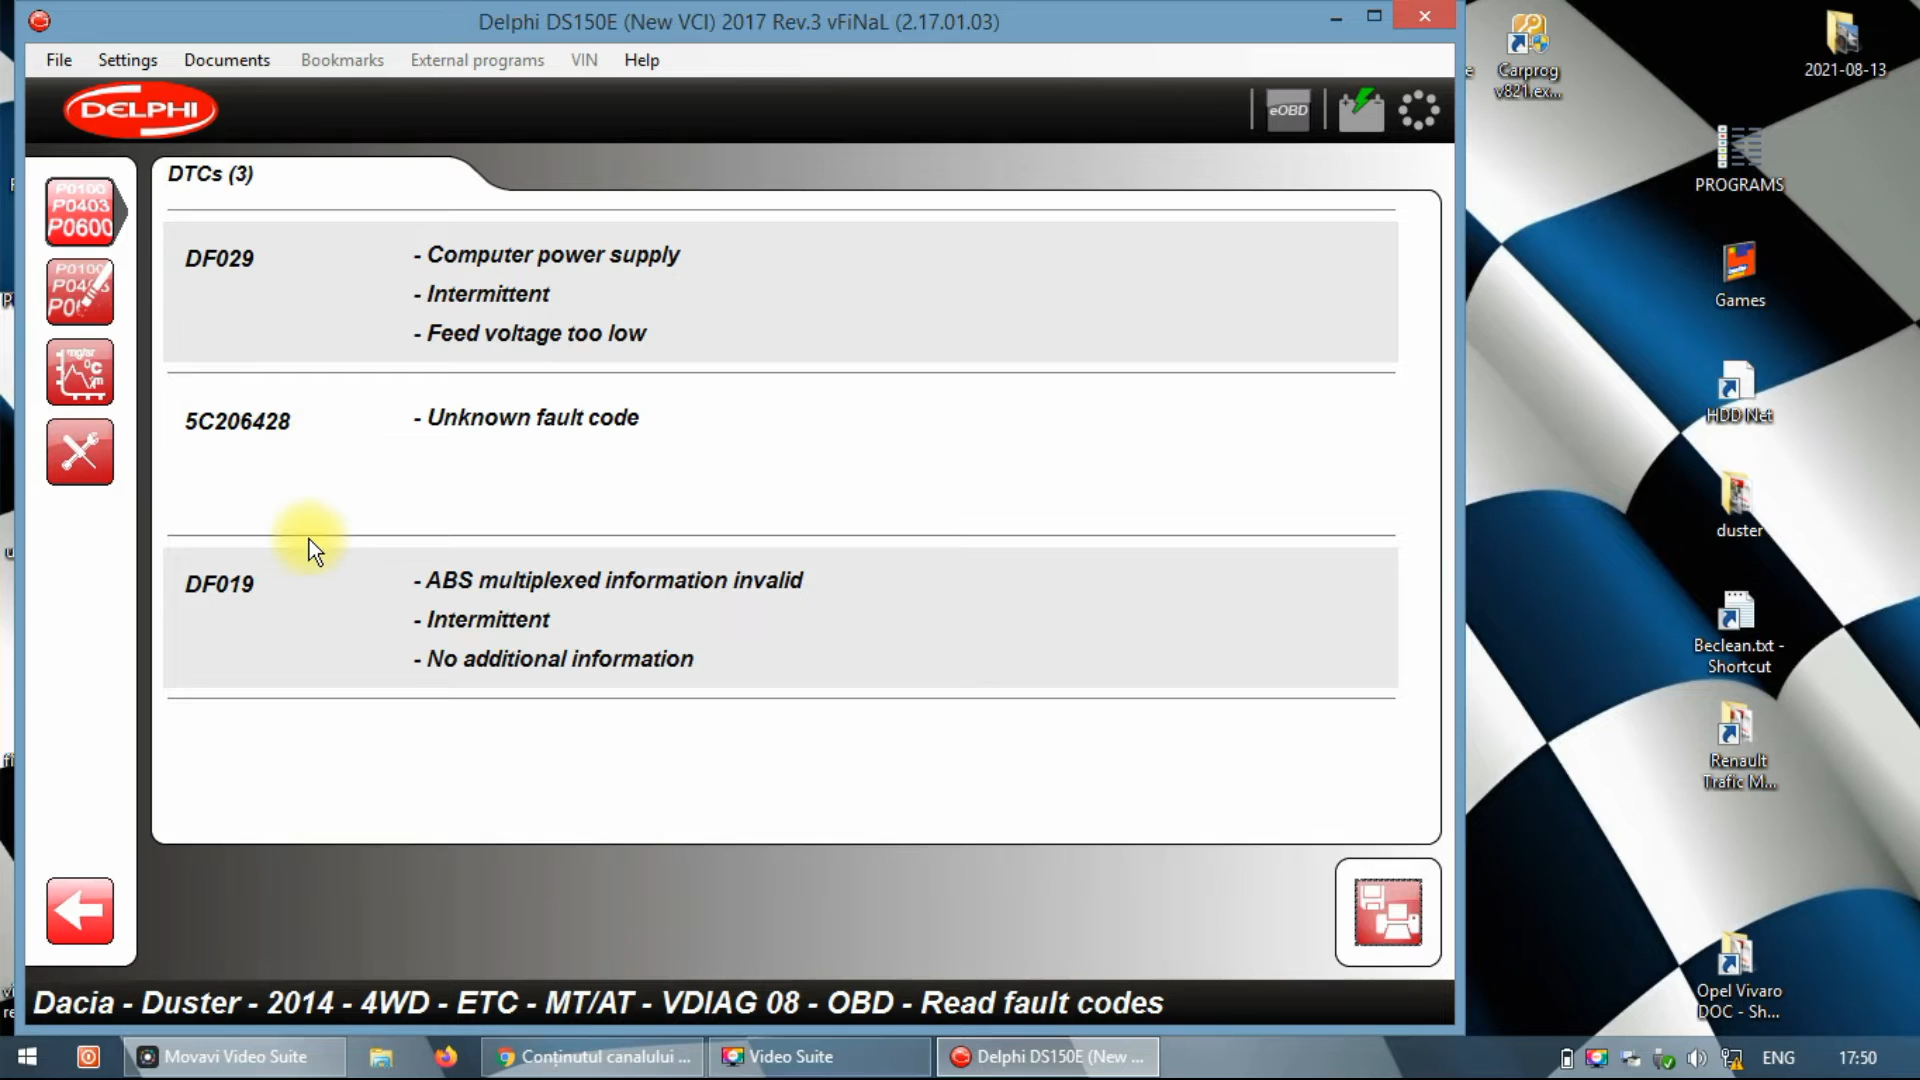 Delphi DS150E (New VCI) 2017 Rev.3 vFiNaL (2.17.01.03)
File Settings Documents Bookmarks External programs VIN Help
DELPHI
eOBD
DTCs (3)
P0100
P0403
P0600
DF029
- Computer power supply
- Intermittent
- Feed voltage too low
5C206428
- Unknown fault code
DF019
- ABS multiplexed information invalid
- Intermittent
- No additional information
Dacia - Duster - 2014 - 4WD - ETC - MT/AT - VDIAG 08 - OBD - Read fault codes
Carprog
v821.ex...
2021-08-13
PROGRAMS
Games
HDD Net
duster
Beclean.txt -
Shortcut
Renault
Trafic M...
Opel Vivaro
DOC - Sh...
Movavi Video Suite
Conținutul canalului ...
Video Suite
Delphi DS150E (New ...
ENG
17:50